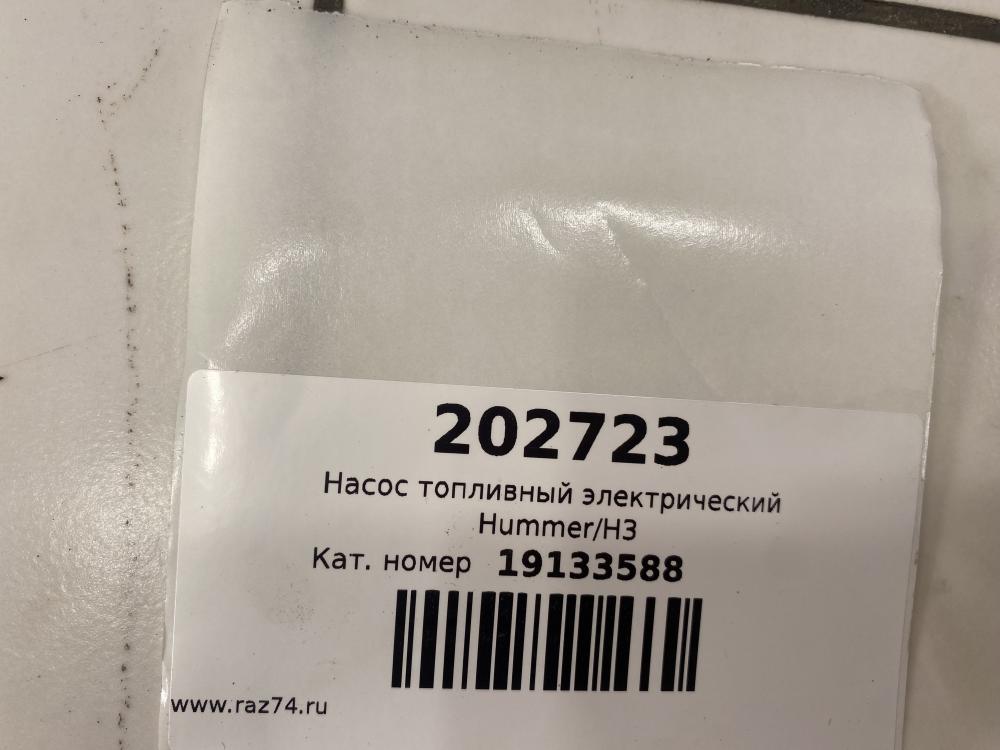 202723
Насос топливный электрический
Hummer/H3
Кат. номер 19133588
www.raz74.ru